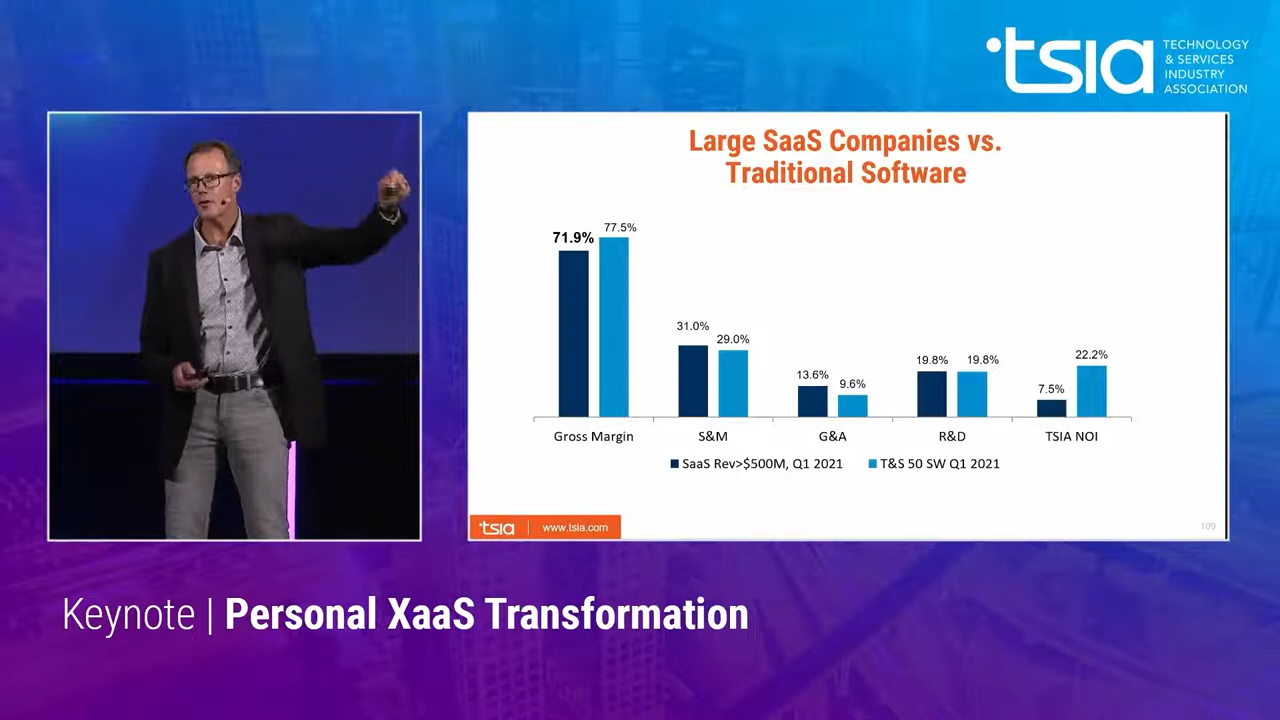 tsia
TECHNOLOGY
& SERVICES
INDUSTRY
ASSOCIATION
Large SaaS Companies vs.
Traditional Software
71.9%
77.5%
31.0%
29.0%
13.6%
9.6%
19.8%
19.8%
7.5%
22.2%
Gross Margin
S&M
G&A
R&D
TSIA NOI
SaaS Rev>$500M, Q1 2021
T&S 50 SW Q1 2021
tsia
www.tsia.com
109
Keynote | Personal XaaS Transformation